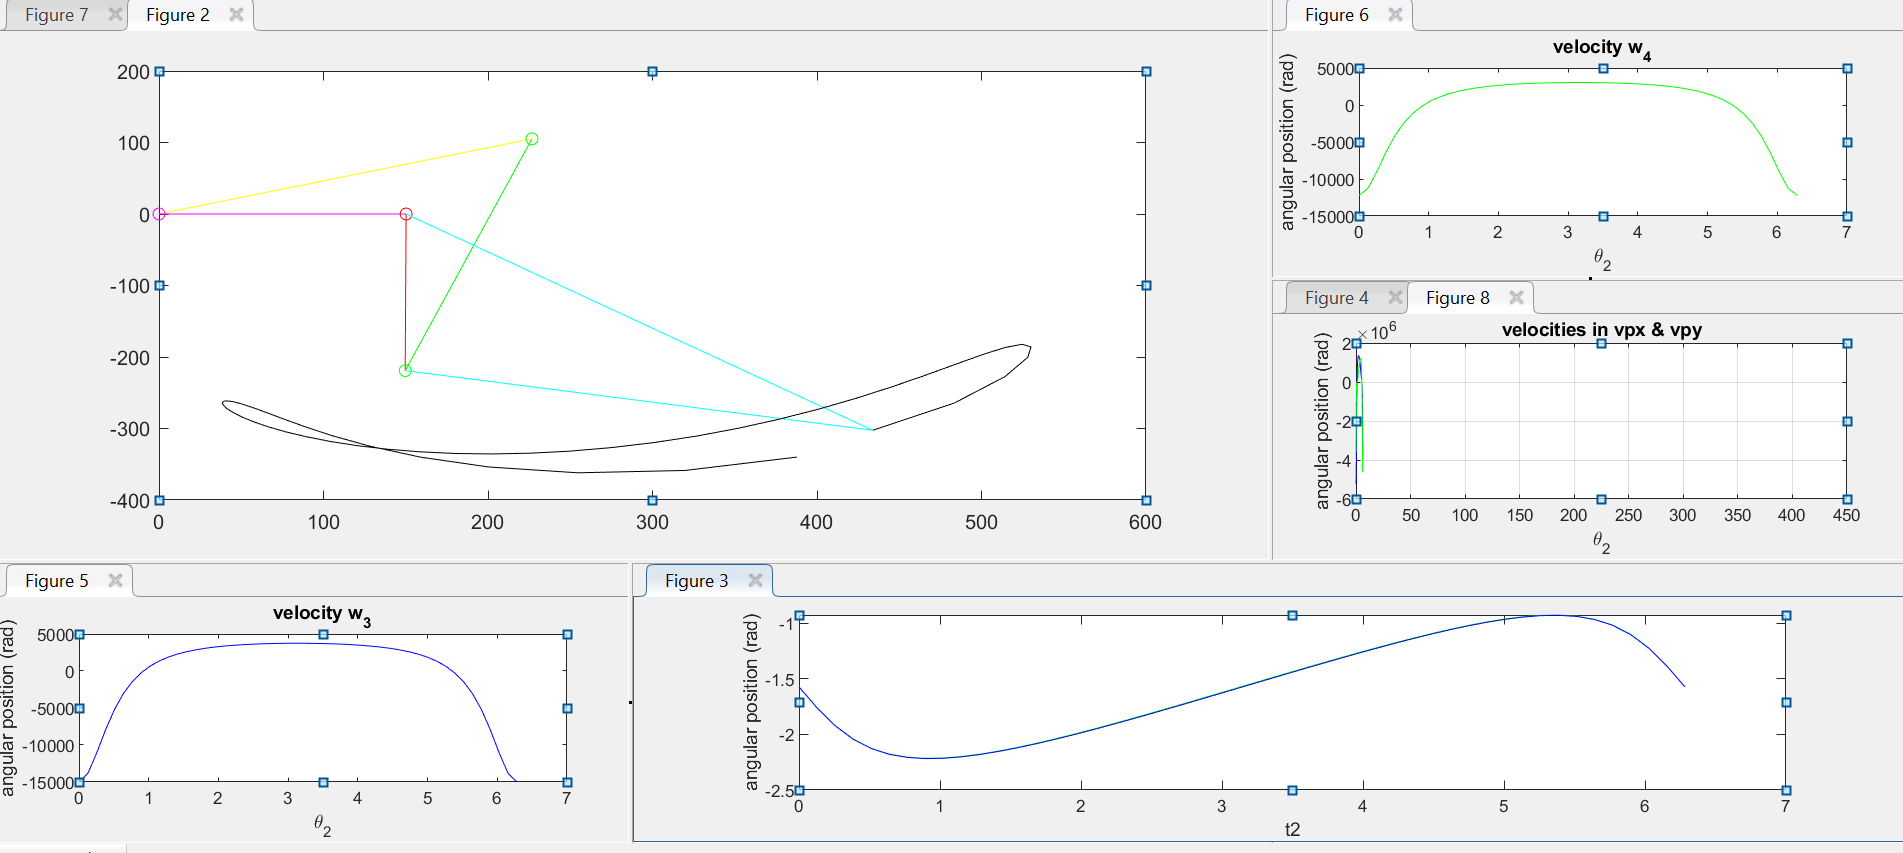 Figure 7
Figure 2
200
100
0
-100
-200
-300
-400
0 100 200 300 400 500 600
Figure 6
velocity w4
angular position (rad)
5000
0
-5000
-10000
-15000
0 1 2 3 4 5 6 7
θ2
Figure 4
Figure 8
×10^6
velocities in vpx & vpy
angular position (rad)
2
0
-2
-4
-6
0 50 100 150 200 250 300 350 400 450
θ2
Figure 5
velocity w3
angular position (rad)
5000
0
-5000
-10000
-15000
0 1 2 3 4 5 6 7
θ2
Figure 3
angular position (rad)
-1
-1.5
-2
-2.5
0 1 2 3 4 5 6 7
t2